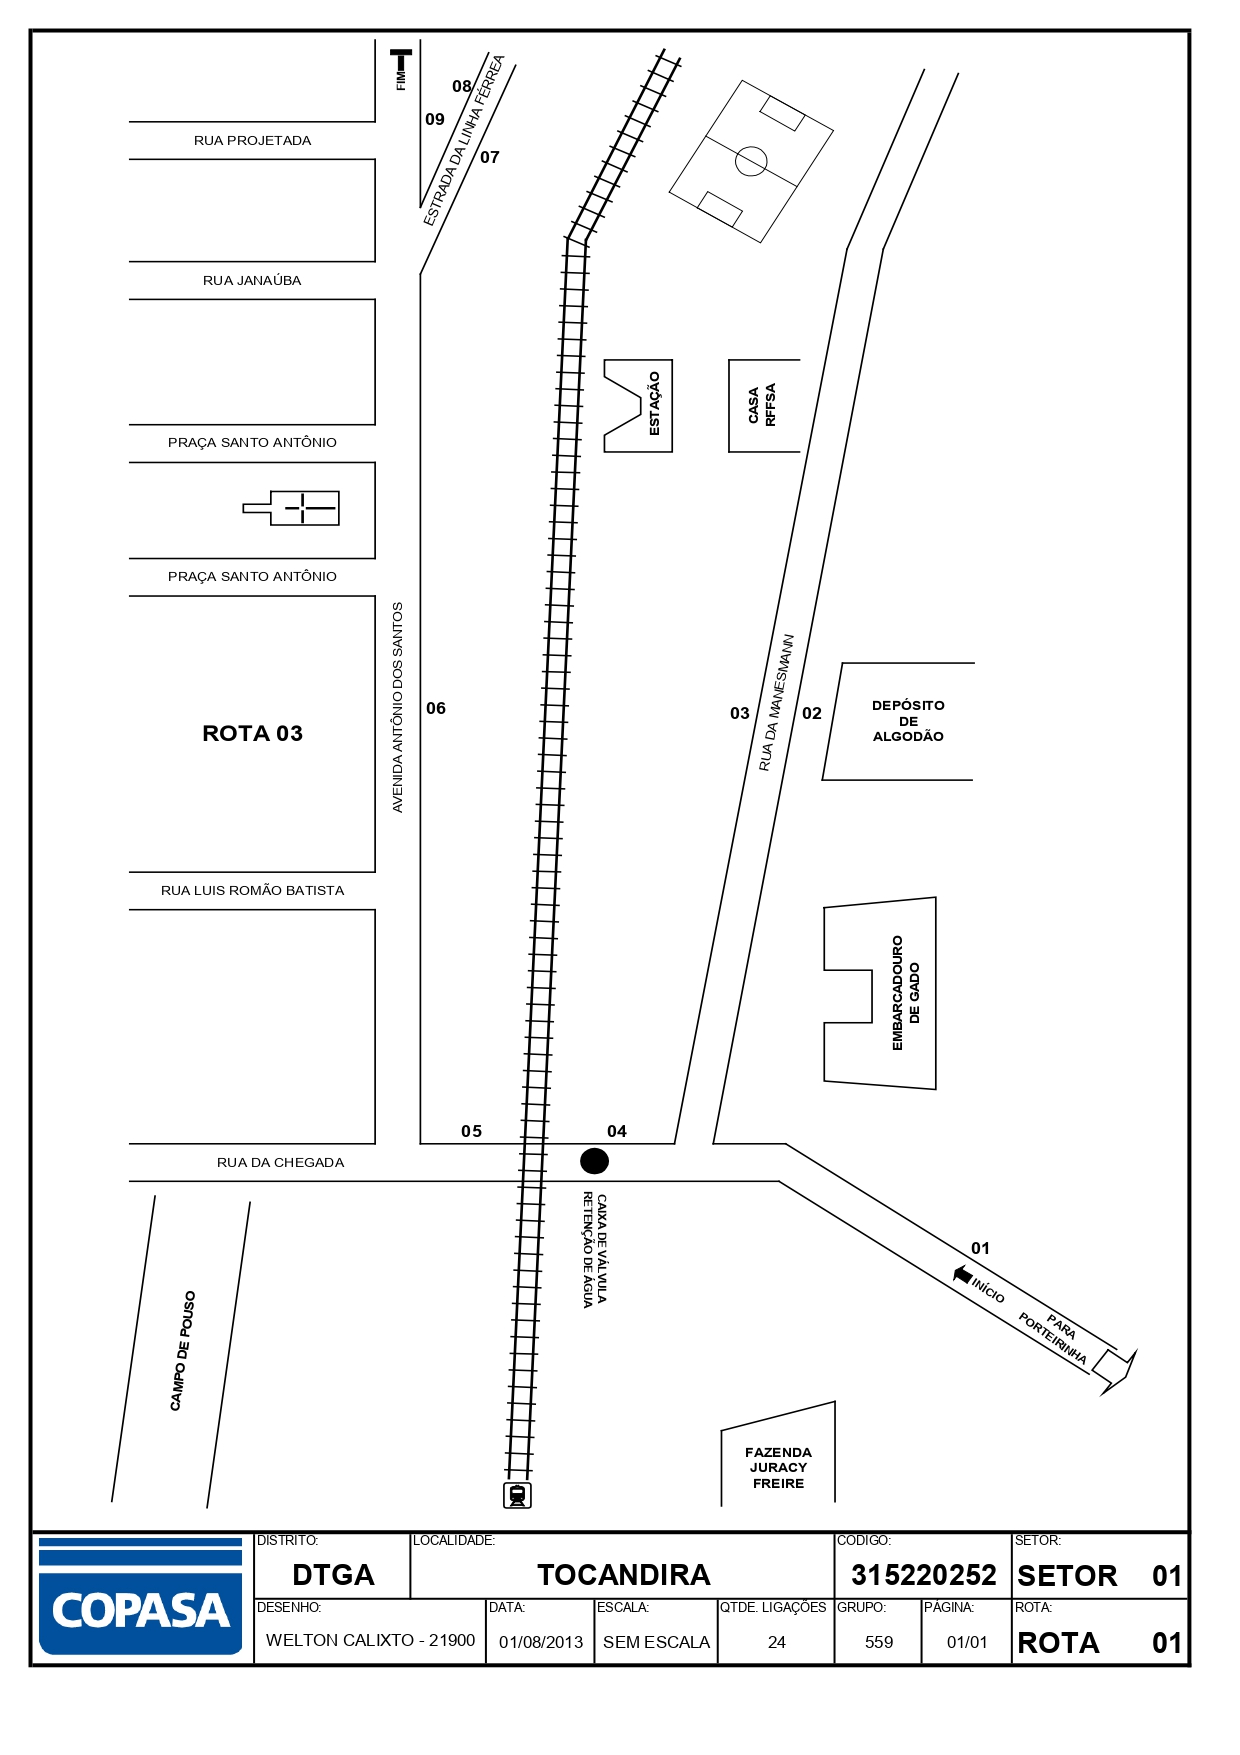 FIM
08
09
07
ESTRADA DA LINHA FÉRREA
RUA PROJETADA
RUA JANAÚBA
ESTAÇÃO
CASA
RFFSA
PRAÇA SANTO ANTÔNIO
PRAÇA SANTO ANTÔNIO
AVENIDA ANTÔNIO DOS SANTOS
ROTA 03
06
03
RUA DA MANESMANN
02
DEPÓSITO
DE
ALGODÃO
RUA LUIS ROMÃO BATISTA
EMBARCADOURO
DE GADO
05
04
RUA DA CHEGADA
CAIXA DE VÁLVULA
RETENÇÃO DE ÁGUA
01
INÍCIO
PARA
PORTEIRINHA
CAMPO DE POUSO
FAZENDA
JURACY
FREIRE
COPASA
DISTRITO:
DTGA
LOCALIDADE:
TOCANDIRA
CODIGO:
315220252
SETOR:
SETOR 01
DESENHO:
WELTON CALIXTO - 21900
DATA:
01/08/2013
ESCALA:
SEM ESCALA
QTDE. LIGAÇÕES
24
GRUPO:
559
PÁGINA:
01/01
ROTA:
ROTA 01